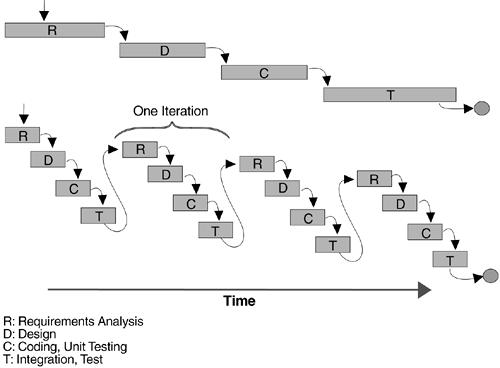 R
D
C
T
One Iteration
R
D
C
T
R
D
C
T
R
D
C
T
R
D
C
T
Time
R: Requirements Analysis
D: Design
C: Coding, Unit Testing
T: Integration, Test